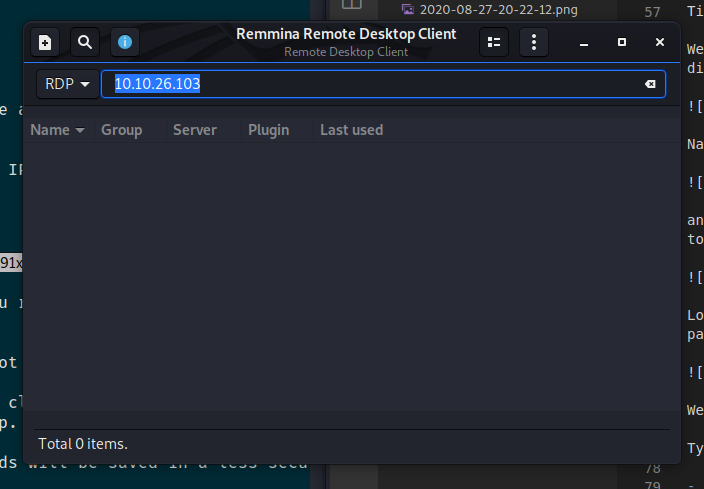 2020-08-27-20-22-12.png
57
Remmina Remote Desktop Client
Remote Desktop Client
RDP
10.10.26.103
Name
Group
Server
Plugin
Last used
Total 0 items.
e
IP
91x
u
ot
cl
p.
ds will be saved in a less secu
Ti
We
di
![
Na
![
an
to
![
Lo
pa
![
We
Ty
78
79
-